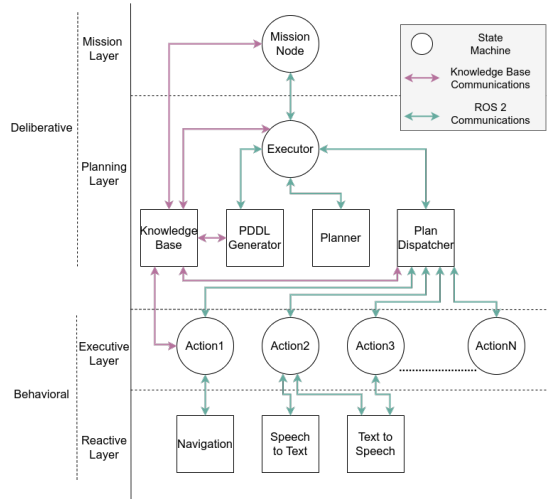 Mission
Layer
Mission
Node
State
Machine
Knowledge Base
Communications
ROS 2
Communications
Deliberative
Planning
Layer
Executor
Knowledge
Base
PDDL
Generator
Planner
Plan
Dispatcher
Behavioral
Executive
Layer
Action1
Action2
Action3
ActionN
Reactive
Layer
Navigation
Speech
to Text
Text to
Speech